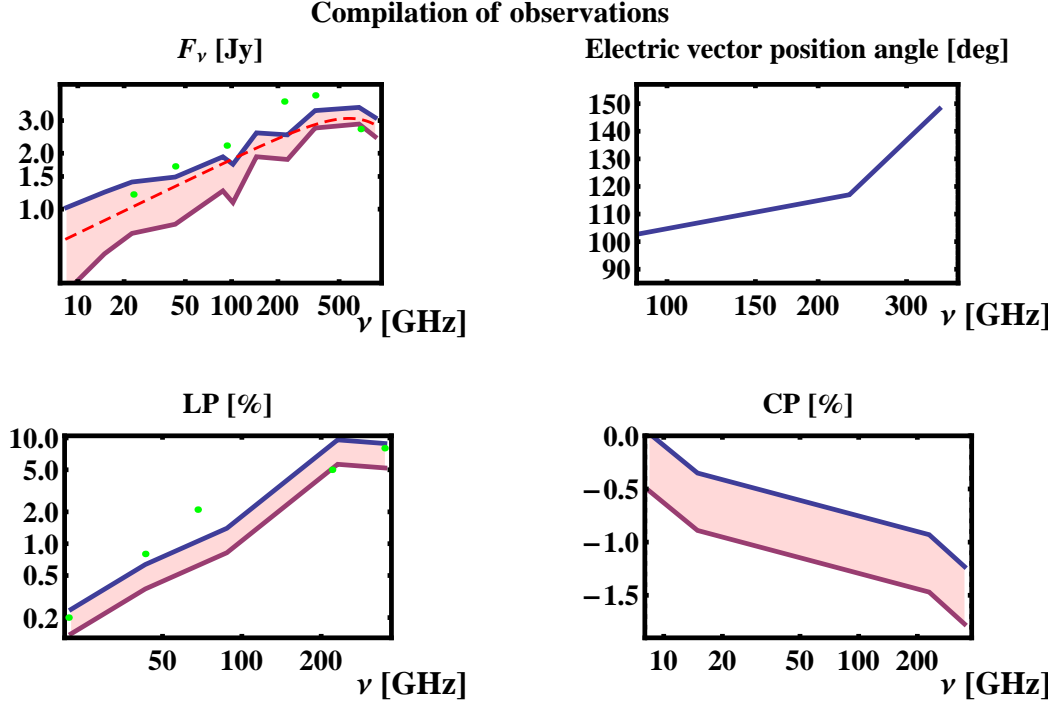 Compilation of observations
Fν [Jy]
3.0
2.0
1.5
1.0
10 20 50 100 200 500
ν [GHz]
Electric vector position angle [deg]
150
140
130
120
110
100
90
100 150 200 300
ν [GHz]
LP [%]
10.0
5.0
2.0
1.0
0.5
0.2
50 100 200
ν [GHz]
CP [%]
0.0
−0.5
−1.0
−1.5
10 20 50 100 200
ν [GHz]